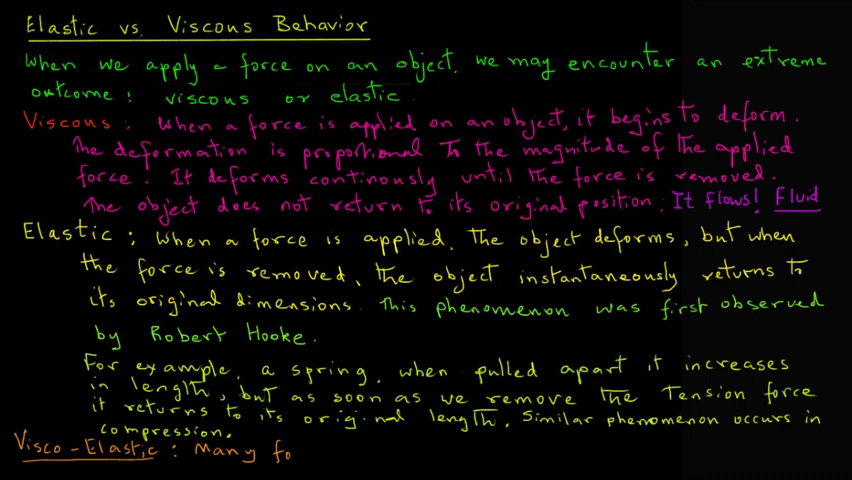 Elastic vs. Viscous Behavior
When we apply a force on an object, we may encounter an extreme
outcome: viscous or elastic.
Viscous: When a force is applied on an object, it begins to deform.
The deformation is proportional to the magnitude of the applied
force. It deforms continously until the force is removed.
The object does not return to its original position. It flows! Fluid
Elastic: When a force is applied, the object deforms, but when
the force is removed, the object instantaneously returns to
its original dimensions. This phenomenon was first observed
by Robert Hooke.
For example, a spring, when pulled apart it increases
in length, but as soon as we remove the tension force
it returns to its original length. Similar phenomenon occurs in
compression.
Visco-Elastic: Many fo